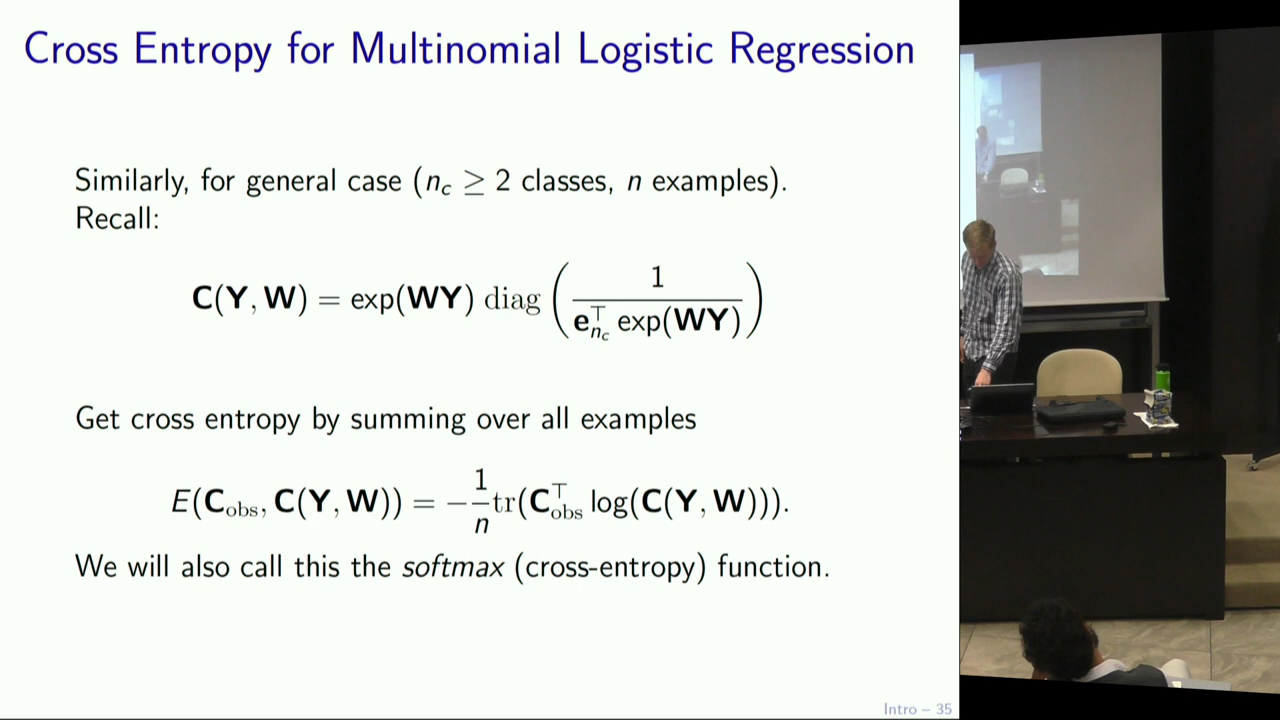 Cross Entropy for Multinomial Logistic Regression
Similarly, for general case (n_c ≥ 2 classes, n examples).
Recall:
C(Y, W) = exp(WY) diag ( 1 / (e_{n_c}^⊤ exp(WY)) )
Get cross entropy by summing over all examples
E(C_obs, C(Y, W)) = −(1/n) tr(C_obs^⊤ log(C(Y, W))).
We will also call this the softmax (cross-entropy) function.
Intro – 35